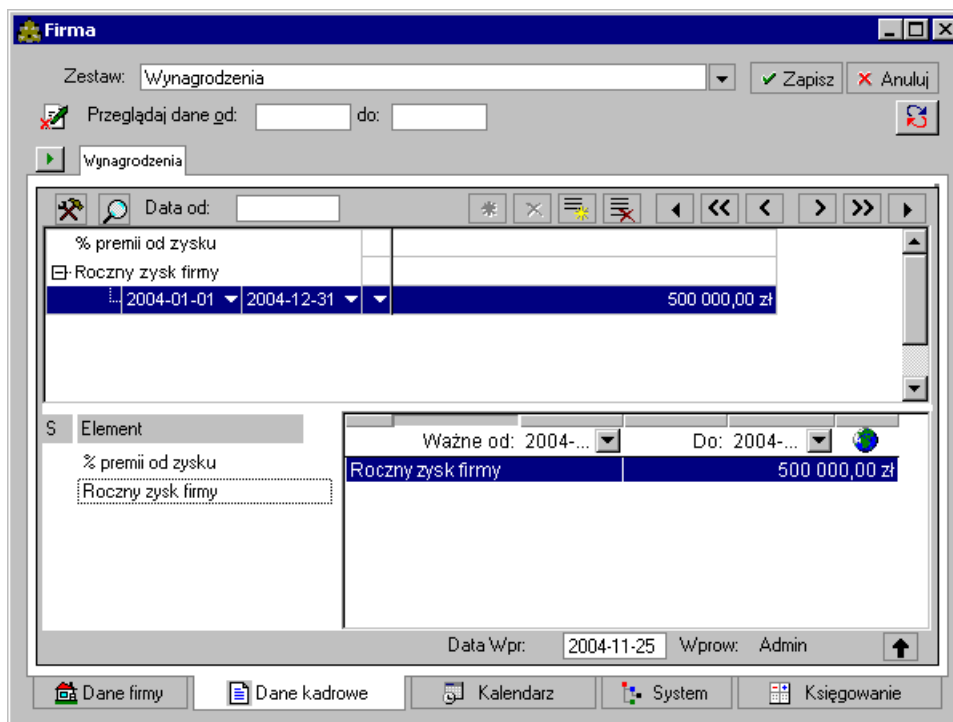 Firma
Zestaw: Wynagrodzenia Zapisz Anuluj
Przeglądaj dane od: do:
Wynagrodzenia
Data od:
% premii od zysku
Roczny zysk firmy
2004-01-01 2004-12-31 500 000,00 zł
S Element
% premii od zysku
Roczny zysk firmy
Ważne od: 2004-... Do: 2004-...
Roczny zysk firmy 500 000,00 zł
Data Wpr: 2004-11-25 Wprow: Admin
Dane firmy Dane kadrowe Kalendarz System Księgowanie